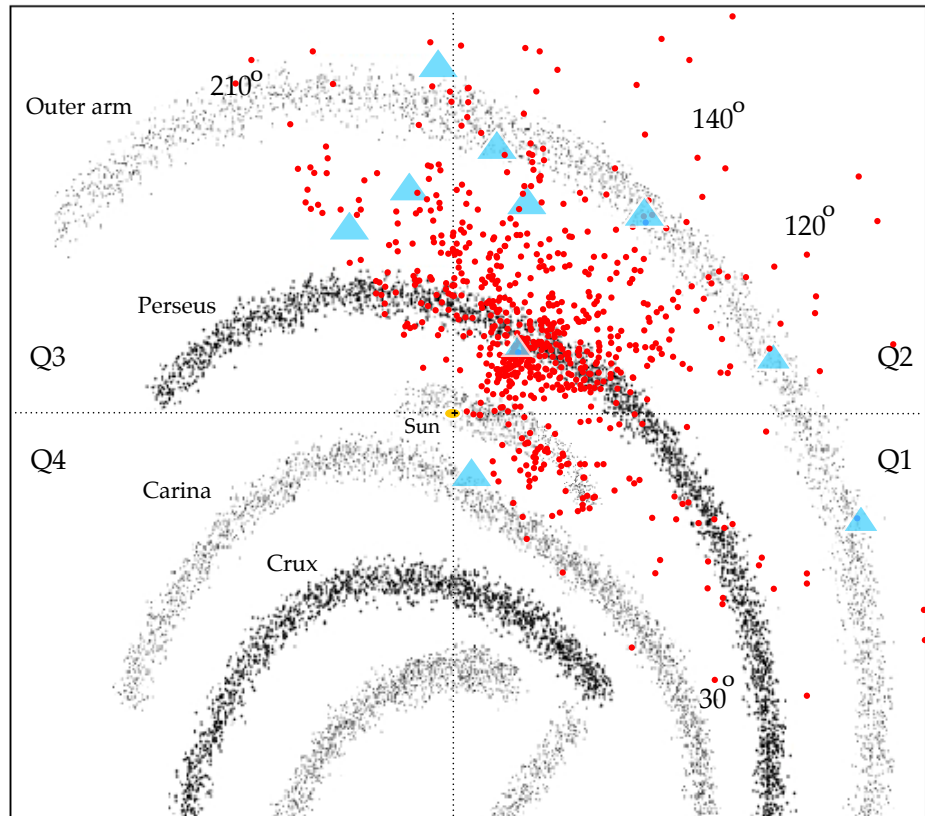 210°
Outer arm
140°
120°
Perseus
Q3
Q2
Sun
Q4
Q1
Carina
Crux
30°